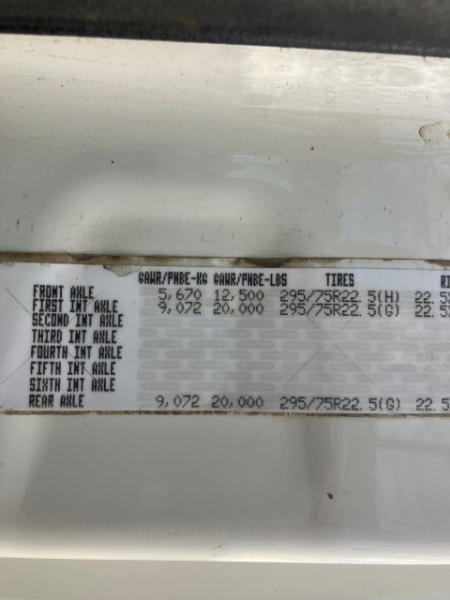 GAWR/PNBE-KG GAWR/PNBE-LBS TIRES
FRONT AXLE 5,670 12,500 295/75R22.5(H) 22.5
FIRST INT AXLE 9,072 20,000 295/75R22.5(G) 22.5
SECOND INT AXLE
THIRD INT AXLE
FOURTH INT AXLE
FIFTH INT AXLE
SIXTH INT AXLE
REAR AXLE 9,072 20,000 295/75R22.5(G) 22.5